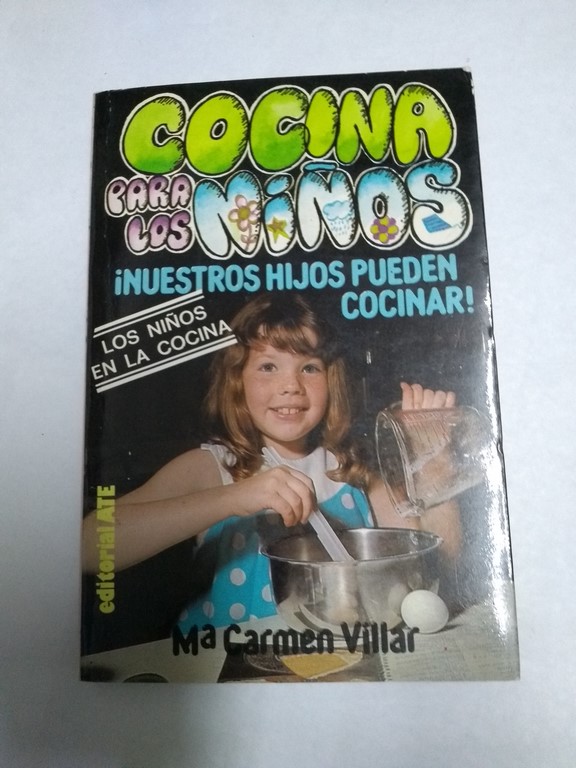 COCINA
PARA
LOS
NiÑOS
¡NUESTROS HIJOS PUEDEN
COCINAR!
LOS NIÑOS
EN LA COCINA
editorial ATE
Mª Carmen Villar